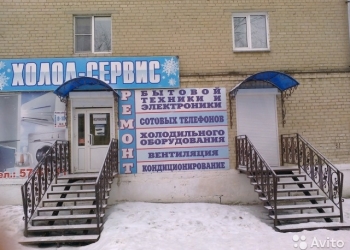 ХОЛОД-СЕРВИС
РЕМОНТ
БЫТОВОЙ
ТЕХНИКИ И
ЭЛЕКТРОНИКИ
СОТОВЫХ ТЕЛЕФОНОВ
ХОЛОДИЛЬНОГО
ОБОРУДОВАНИЯ
ВЕНТИЛЯЦИЯ
КОНДИЦИОНИРОВАНИЕ
Avito